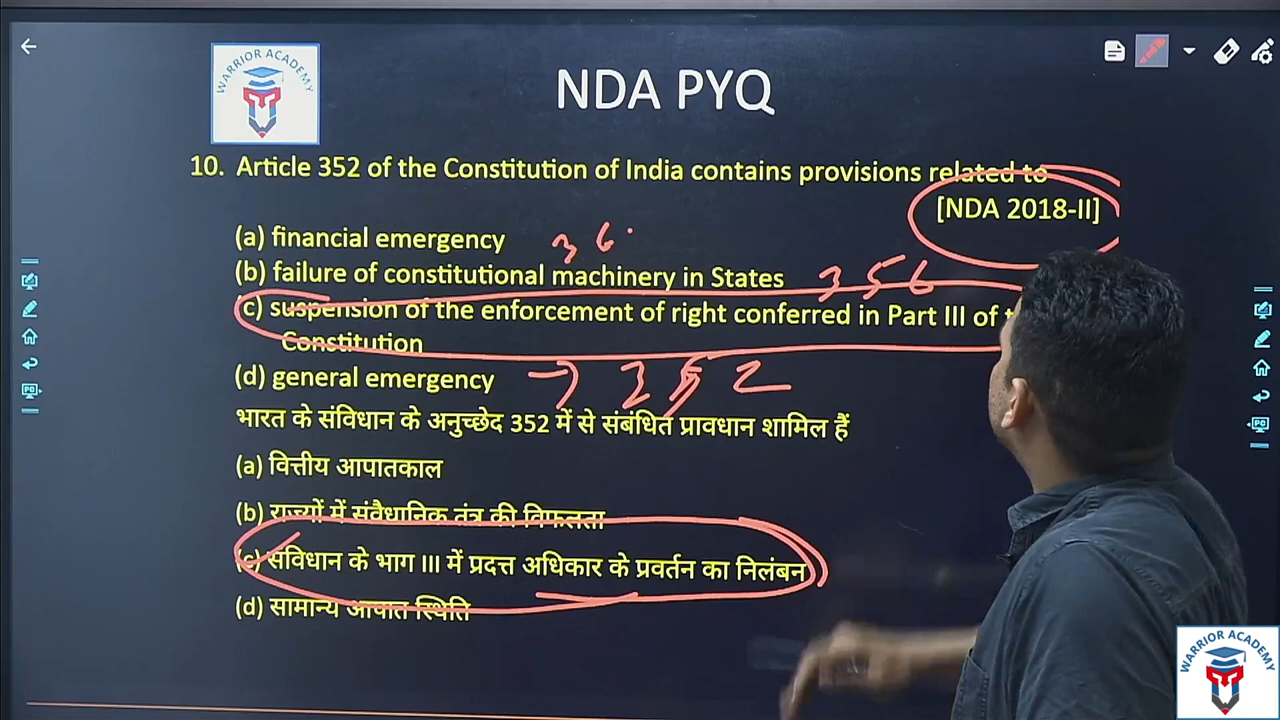 WARRIOR ACADEMY
NDA PYQ
10. Article 352 of the Constitution of India contains provisions related to
[NDA 2018-II]
(a) financial emergency 36.
(b) failure of constitutional machinery in States 356
(c) suspension of the enforcement of right conferred in Part III of
Constitution
(d) general emergency → 352
भारत के संविधान के अनुच्छेद 352 में से संबंधित प्रावधान शामिल हैं
(a) वित्तीय आपातकाल
(b) राज्यों में संवैधानिक तंत्र की विफलता
(c) संविधान के भाग III में प्रदत्त अधिकार के प्रवर्तन का निलंबन
(d) सामान्य आपात स्थिति
WARRIOR ACADEMY